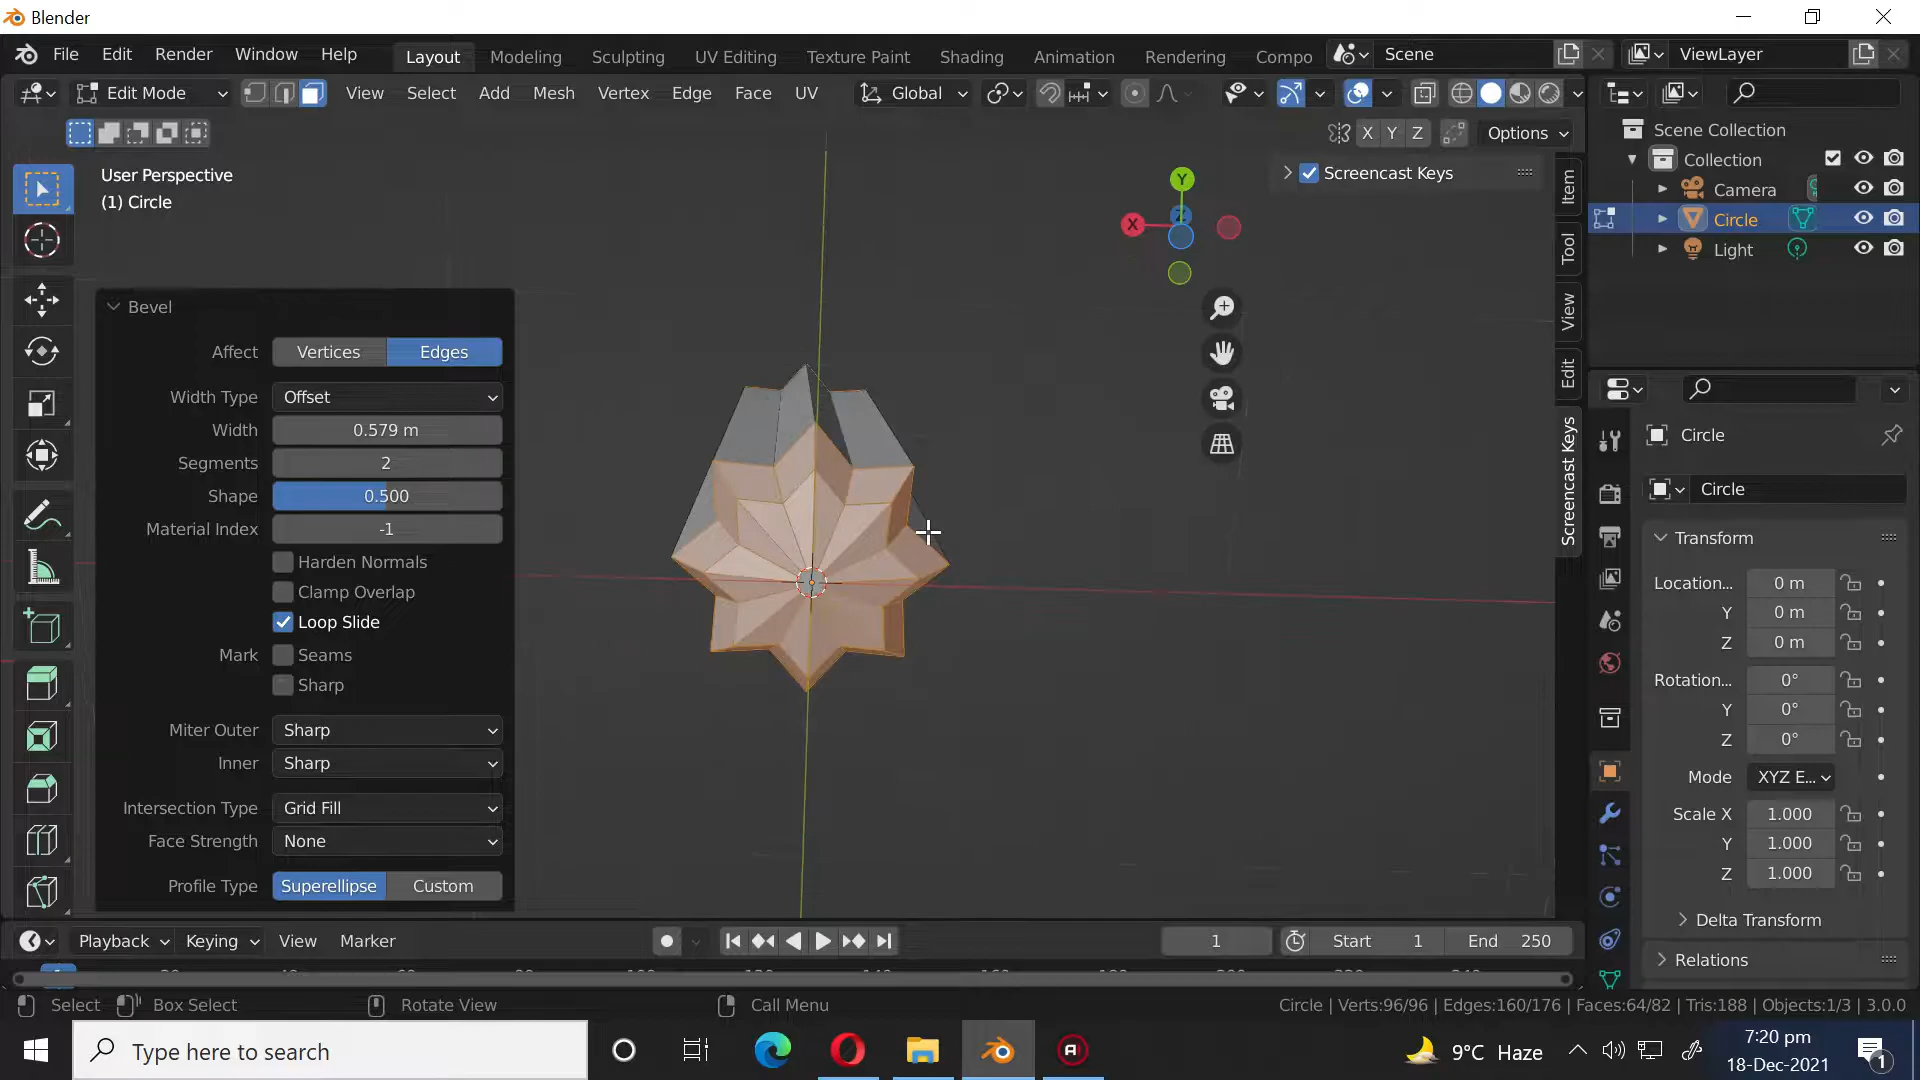 Blender
File Edit Render Window Help Layout Modeling Sculpting UV Editing Texture Paint Shading Animation Rendering Compo Scene ViewLayer
Edit Mode View Select Add Mesh Vertex Edge Face UV Global
X Y Z Options
User Perspective
(1) Circle
Screencast Keys
Y
X
Z
Item
Tool
View
Edit
Screencast Keys
Bevel
Affect Vertices Edges
Width Type Offset
Width 0.579 m
Segments 2
Shape 0.500
Material Index -1
Harden Normals
Clamp Overlap
Loop Slide
Mark Seams
Sharp
Miter Outer Sharp
Inner Sharp
Intersection Type Grid Fill
Face Strength None
Profile Type Superellipse Custom
Scene Collection
Collection
Camera
Circle
Light
Circle
Circle
Transform
Location... 0 m
Y 0 m
Z 0 m
Rotation... 0°
Y 0°
Z 0°
Mode XYZ E...
Scale X 1.000
Y 1.000
Z 1.000
Delta Transform
Relations
Playback Keying View Marker 1 Start 1 End 250
Select Box Select Rotate View Call Menu Circle | Verts:96/96 | Edges:160/176 | Faces:64/82 | Tris:188 | Objects:1/3 | 3.0.0
Type here to search 9°C Haze 7:20 pm
18-Dec-2021
1